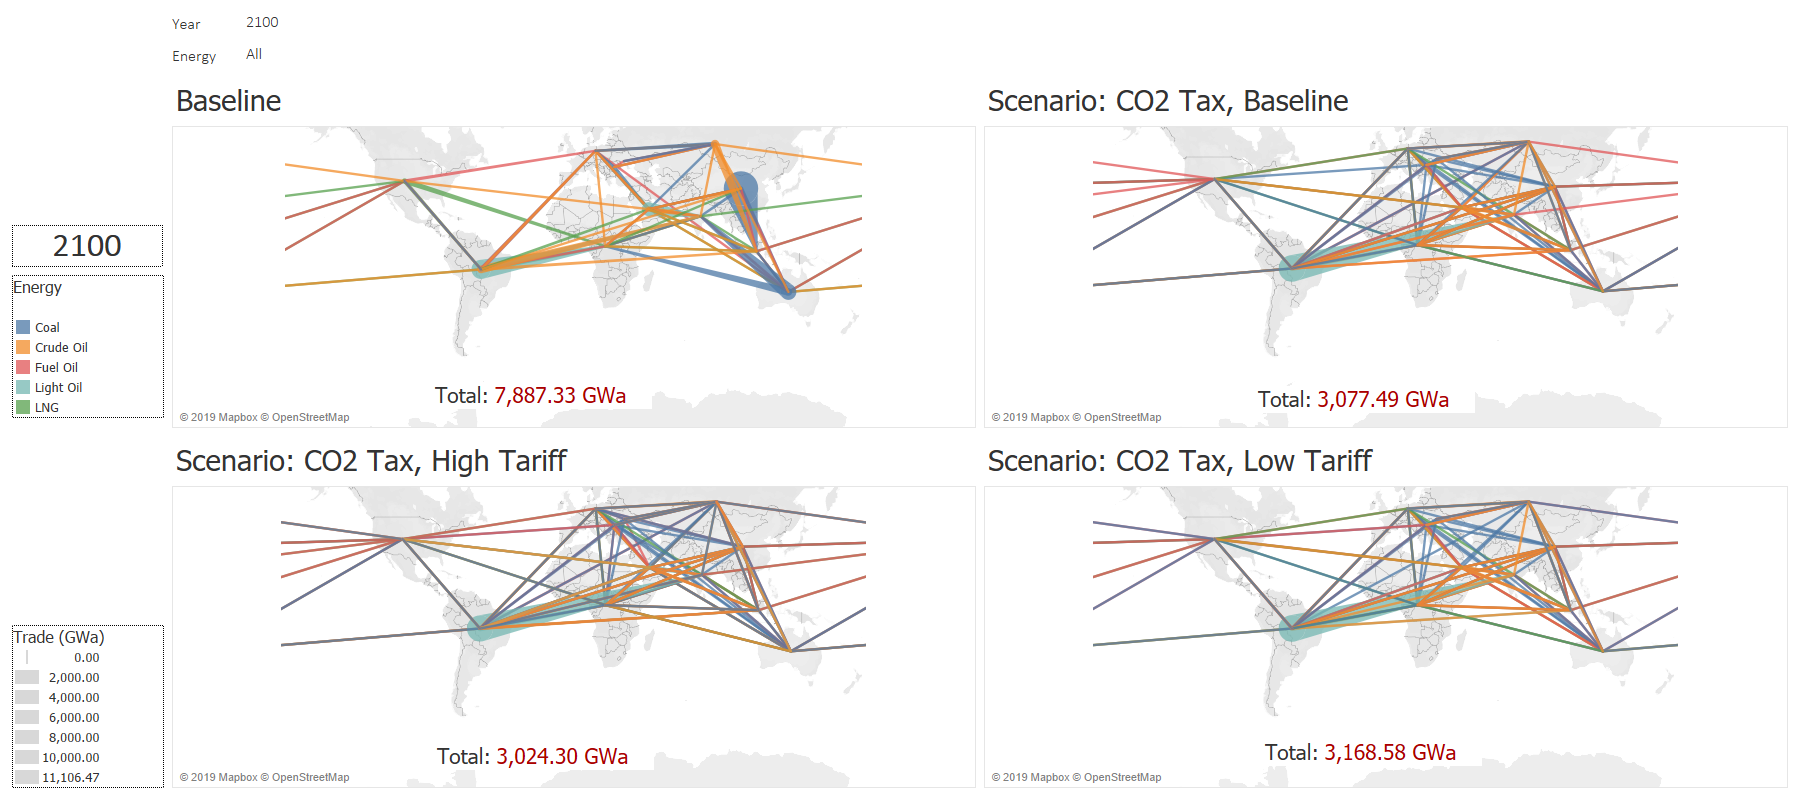 Year 2100
Energy All
Baseline
Scenario: CO2 Tax, Baseline
2100
Energy
Coal
Crude Oil
Fuel Oil
Light Oil
LNG
Total: 7,887.33 GWa
Total: 3,077.49 GWa
© 2019 Mapbox © OpenStreetMap
© 2019 Mapbox © OpenStreetMap
Scenario: CO2 Tax, High Tariff
Scenario: CO2 Tax, Low Tariff
Trade (GWa)
0.00
2,000.00
4,000.00
6,000.00
8,000.00
10,000.00
11,106.47
Total: 3,024.30 GWa
Total: 3,168.58 GWa
© 2019 Mapbox © OpenStreetMap
© 2019 Mapbox © OpenStreetMap